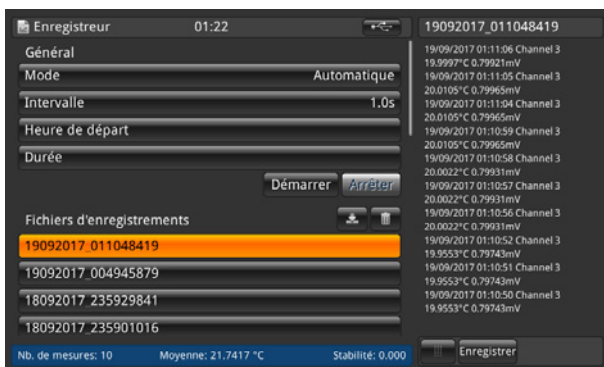 Enregistreur 01:22
Général
Mode Automatique
Intervalle 1.0s
Heure de départ
Durée
Démarrer Arrêter
Fichiers d'enregistrements
19092017_011048419
19092017_004945879
18092017_235929841
18092017_235901016
Nb. de mesures: 10 Moyenne: 21.7417 °C Stabilité: 0.000
19092017_011048419
19/09/2017 01:11:06 Channel 3
19.9997°C 0.79921mV
19/09/2017 01:11:05 Channel 3
20.0105°C 0.79965mV
19/09/2017 01:11:04 Channel 3
20.0105°C 0.79965mV
19/09/2017 01:10:59 Channel 3
20.0105°C 0.79965mV
19/09/2017 01:10:58 Channel 3
20.0022°C 0.79931mV
19/09/2017 01:10:57 Channel 3
20.0022°C 0.79931mV
19/09/2017 01:10:56 Channel 3
20.0022°C 0.79931mV
19/09/2017 01:10:52 Channel 3
19.9553°C 0.79743mV
19/09/2017 01:10:51 Channel 3
19.9553°C 0.79743mV
19/09/2017 01:10:50 Channel 3
19.9553°C 0.79743mV
Enregistrer